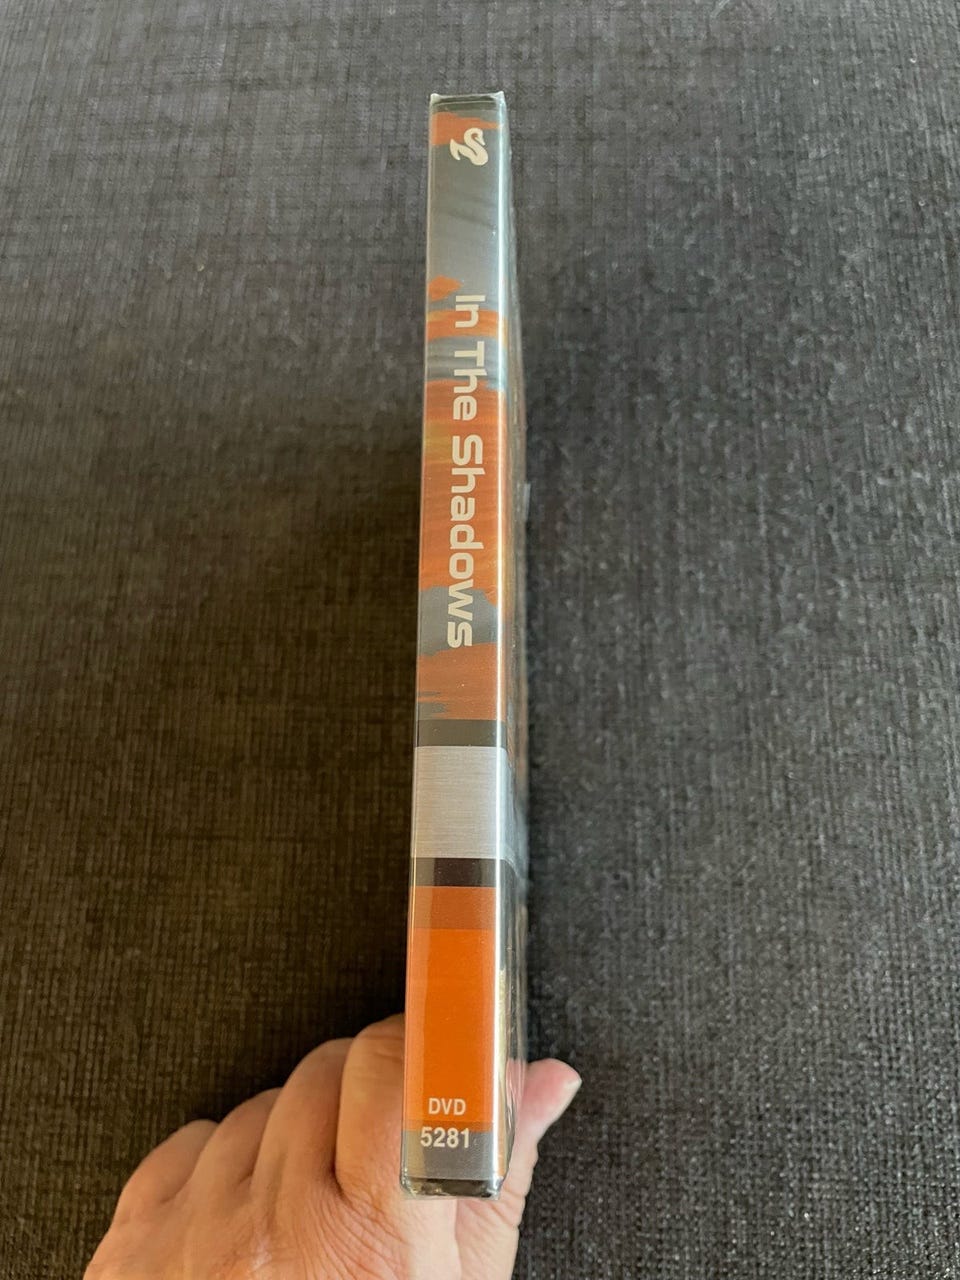 In The Shadows
DVD
5281